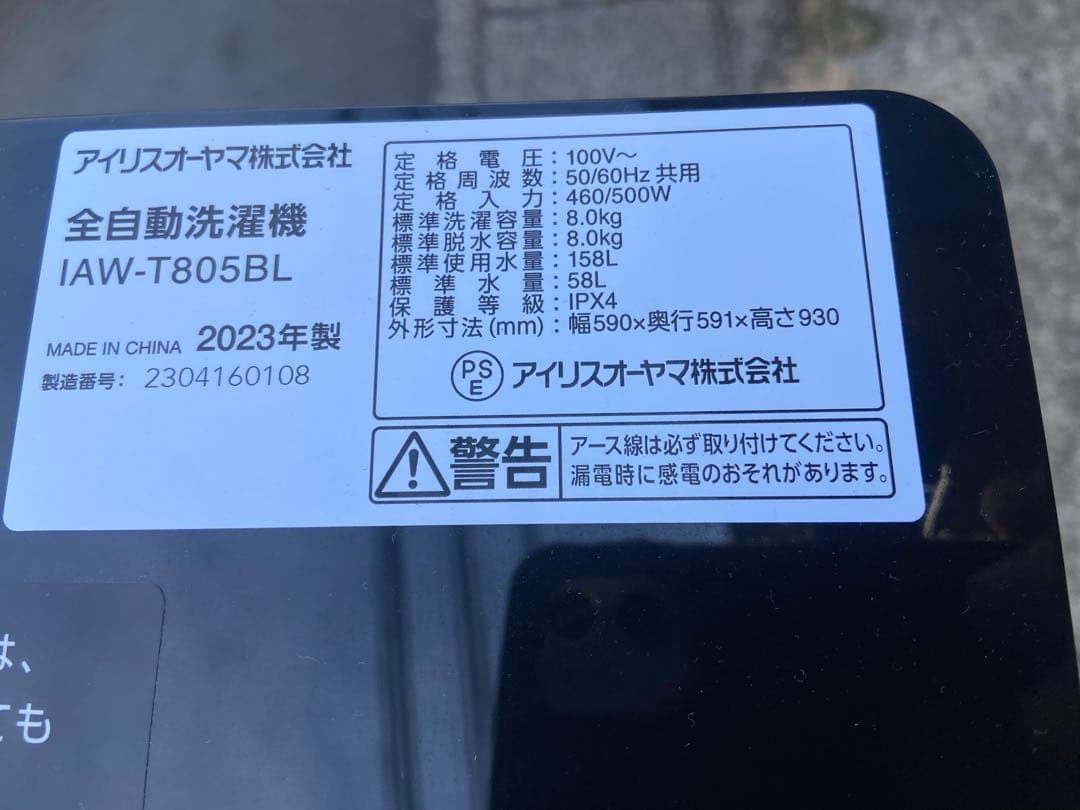 アイリスオーヤマ株式会社
全自動洗濯機
IAW-T805BL
MADE IN CHINA 2023年製
製造番号: 2304160108
定格電圧:100V～
定格周波数:50/60Hz 共用
定格入力:460/500W
標準洗濯容量:8.0kg
標準脱水容量:8.0kg
標準使用水量:158L
標準水量:58L
保護等級:IPX4
外形寸法(mm):幅590×奥行591×高さ930
PSE アイリスオーヤマ株式会社
警告
アース線は必ず取り付けてください。
漏電時に感電のおそれがあります。
は、
ても